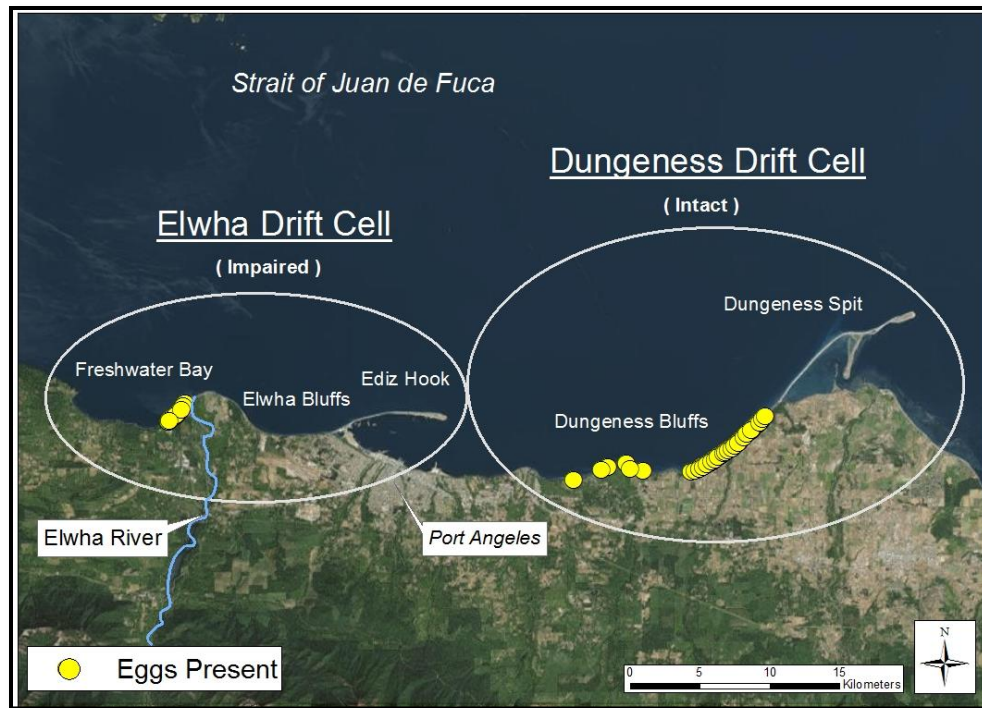 Strait of Juan de Fuca
Dungeness Drift Cell
( Intact )
Elwha Drift Cell
( Impaired )
Dungeness Spit
Freshwater Bay
Ediz Hook
Elwha Bluffs
Dungeness Bluffs
Elwha River
Port Angeles
N
Eggs Present
0 5 10 15
Kilometers